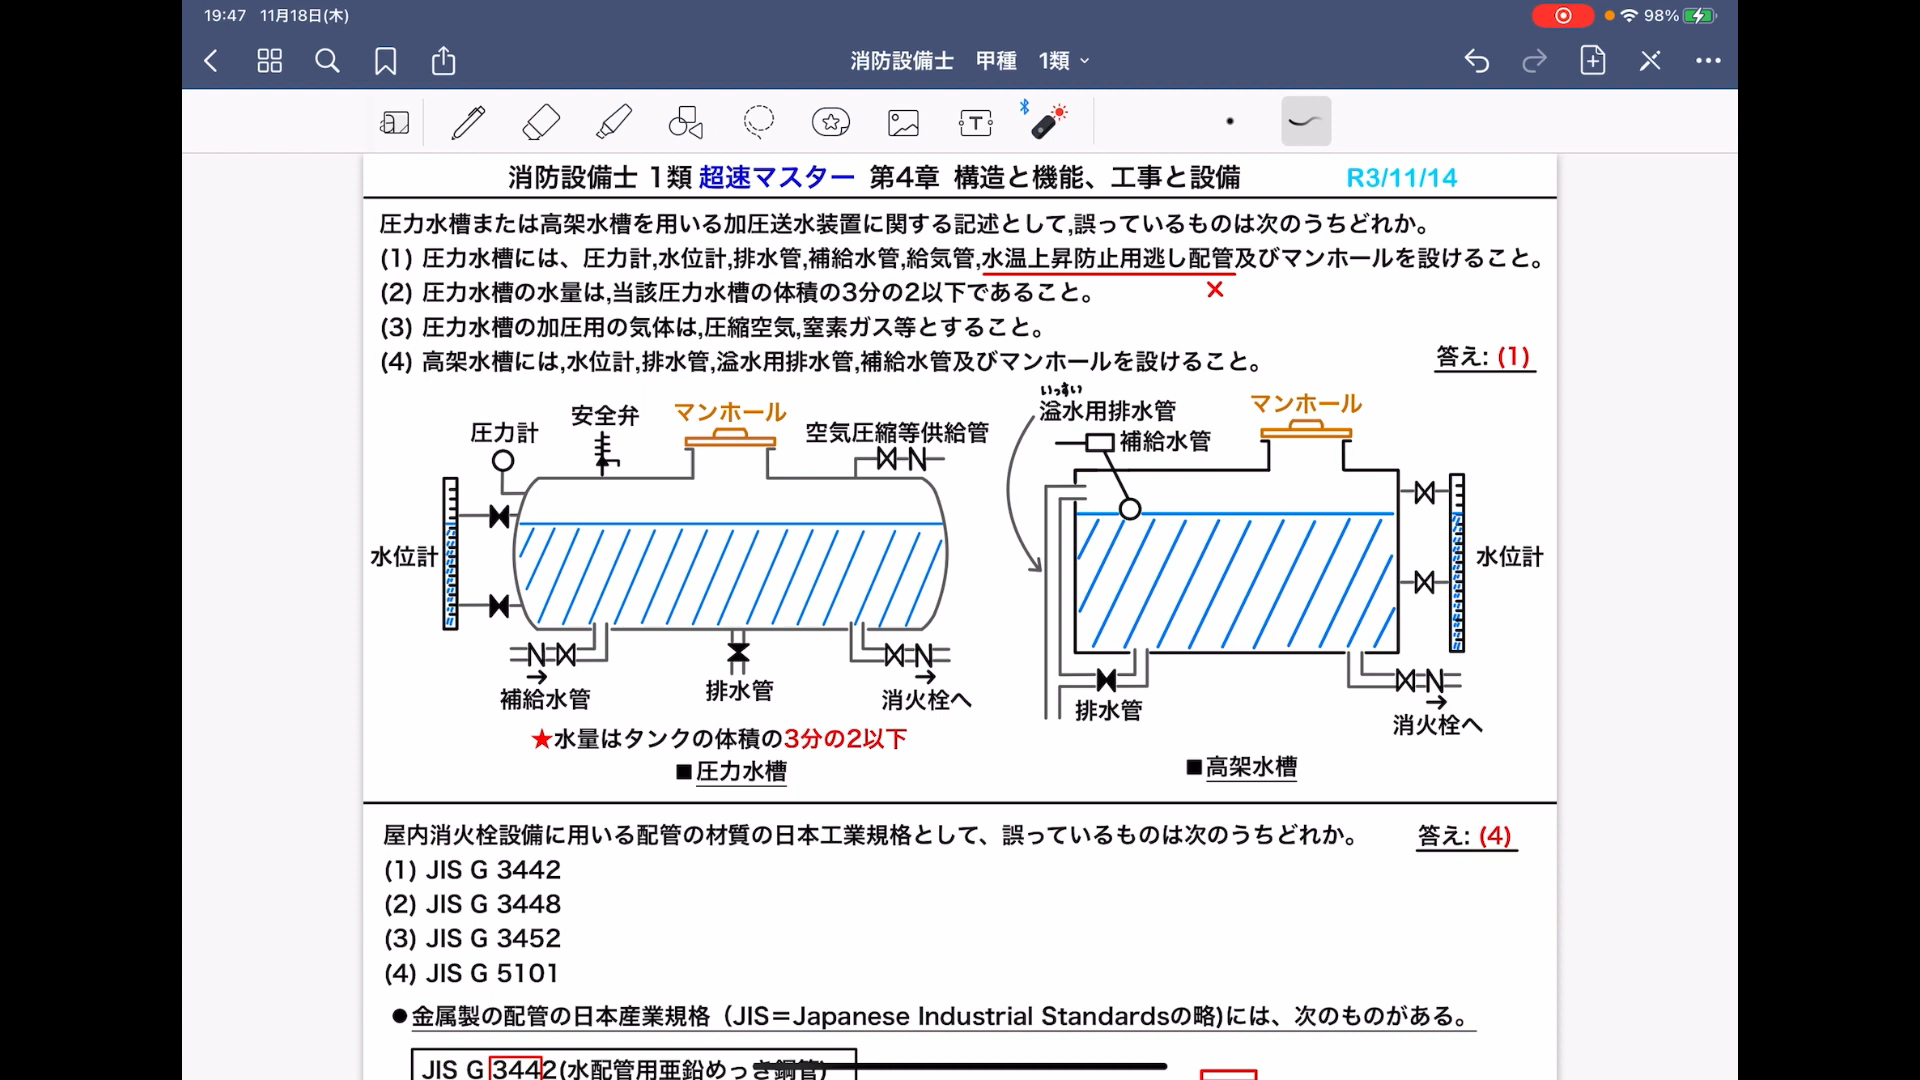 19:47 11月18日(木)
98%
消防設備士 甲種 1類
消防設備士 1類 超速マスター 第4章 構造と機能、工事と設備 R3/11/14
圧力水槽または高架水槽を用いる加圧送水装置に関する記述として,誤っているものは次のうちどれか。
(1) 圧力水槽には、圧力計,水位計,排水管,補給水管,給気管,水温上昇防止用逃し配管及びマンホールを設けること。
×
(2) 圧力水槽の水量は,当該圧力水槽の体積の3分の2以下であること。
(3) 圧力水槽の加圧用の気体は,圧縮空気,窒素ガス等とすること。
(4) 高架水槽には,水位計,排水管,溢水用排水管,補給水管及びマンホールを設けること。
答え: (1)
圧力計
安全弁
マンホール
空気圧縮等供給管
水位計
補給水管
排水管
消火栓へ
★水量はタンクの体積の3分の2以下
■圧力水槽
いっすい
溢水用排水管
補給水管
マンホール
水位計
排水管
消火栓へ
■高架水槽
屋内消火栓設備に用いる配管の材質の日本工業規格として、誤っているものは次のうちどれか。
答え: (4)
(1) JIS G 3442
(2) JIS G 3448
(3) JIS G 3452
(4) JIS G 5101
●金属製の配管の日本産業規格（JIS＝Japanese Industrial Standardsの略)には、次のものがある。
JIS G 3442(水配管用亜鉛めっき鋼管)